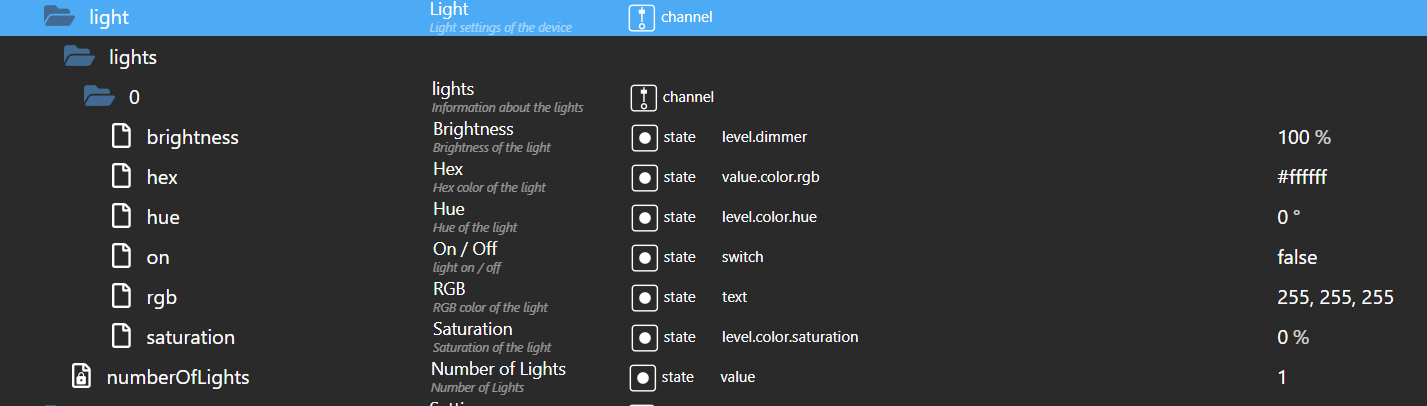 light Light channel
Light settings of the device
lights
0 lights channel
Information about the lights
brightness Brightness state level.dimmer 100 %
Brightness of the light
hex Hex state value.color.rgb #ffffff
Hex color of the light
hue Hue state level.color.hue 0 °
Hue of the light
on On / Off state switch false
light on / off
rgb RGB state text 255, 255, 255
RGB color of the light
saturation Saturation state level.color.saturation 0 %
Saturation of the light
numberOfLights Number of Lights state value 1
Number of Lights